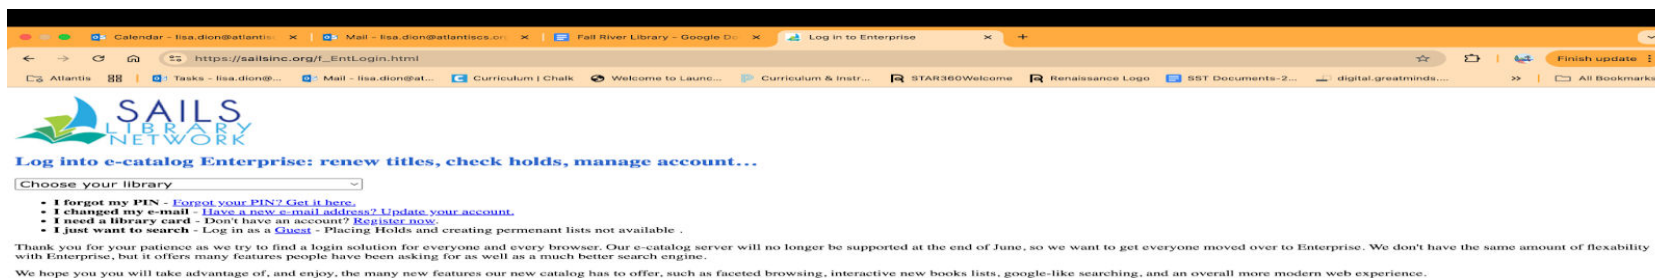 Calendar - lisa.dion@atlantis
Mail - lisa.dion@atlantiscs.or
Fall River Library - Google Do
Log in to Enterprise
https://sailsinc.org/f_EntLogin.html
Finish update
Atlantis
Tasks - lisa.dion@...
Mail - lisa.dion@at...
Curriculum | Chalk
Welcome to Launc...
Curriculum & Instr...
STAR360Welcome
Renaissance Logo
SST Documents-2...
digital.greatminds....
All Bookmarks
SAILS
LIBRARY
NETWORK
Log into e-catalog Enterprise: renew titles, check holds, manage account...
Choose your library
• I forgot my PIN - Forgot your PIN? Get it here.
• I changed my e-mail - Have a new e-mail address? Update your account.
• I need a library card - Don't have an account? Register now.
• I just want to search - Log in as a Guest - Placing Holds and creating permenant lists not available .
Thank you for your patience as we try to find a login solution for everyone and every browser. Our e-catalog server will no longer be supported at the end of June, so we want to get everyone moved over to Enterprise. We don't have the same amount of flexability
with Enterprise, but it offers many features people have been asking for as well as a much better search engine.
We hope you you will take advantage of, and enjoy, the many new features our new catalog has to offer, such as faceted browsing, interactive new books lists, google-like searching, and an overall more modern web experience.